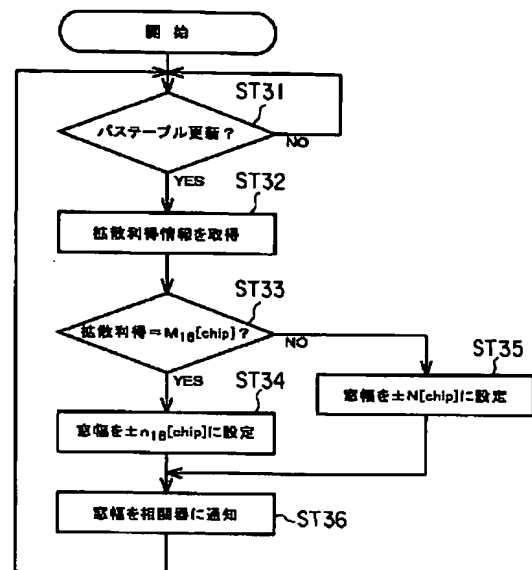 開始
ST31
パステーブル更新?
NO
YES
ST32
拡散利得情報を取得
ST33
拡散利得=M₁₈[chip]?
NO
YES
ST34
ST35
窓幅を±n₁₈[chip]に設定
窓幅を±N[chip]に設定
窓幅を相関器に通知
ST36